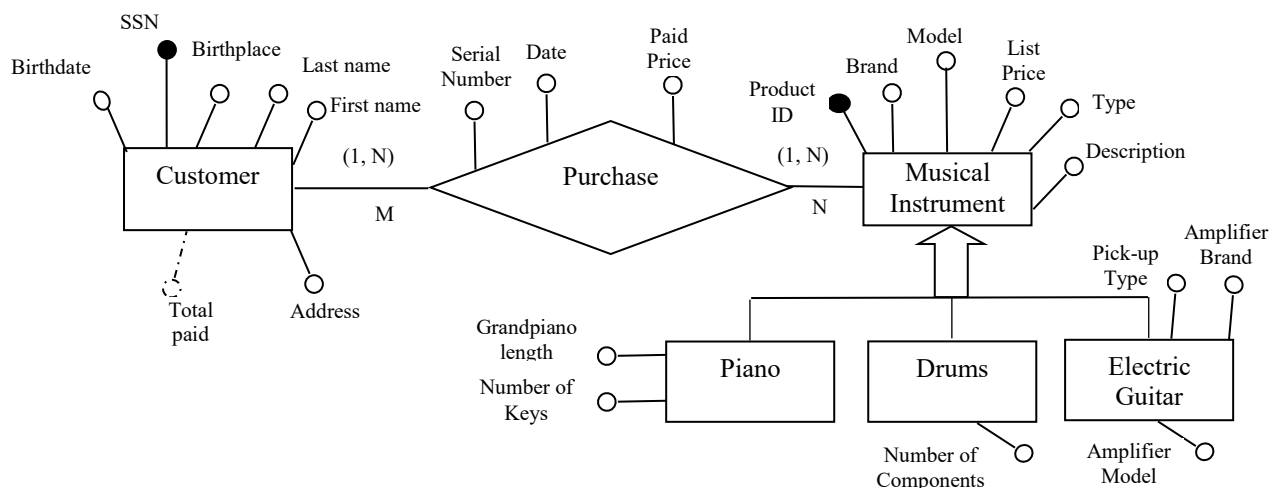 SSN
Birthdate
Birthplace
Last name
First name
Customer
Total
paid
Address
(1, N)
M
Serial
Number
Date
Paid
Price
Purchase
(1, N)
N
Product
ID
Brand
Model
List
Price
Type
Description
Musical
Instrument
Grandpiano
length
Number of
Keys
Piano
Drums
Number of
Components
Pick-up
Type
Amplifier
Brand
Electric
Guitar
Amplifier
Model